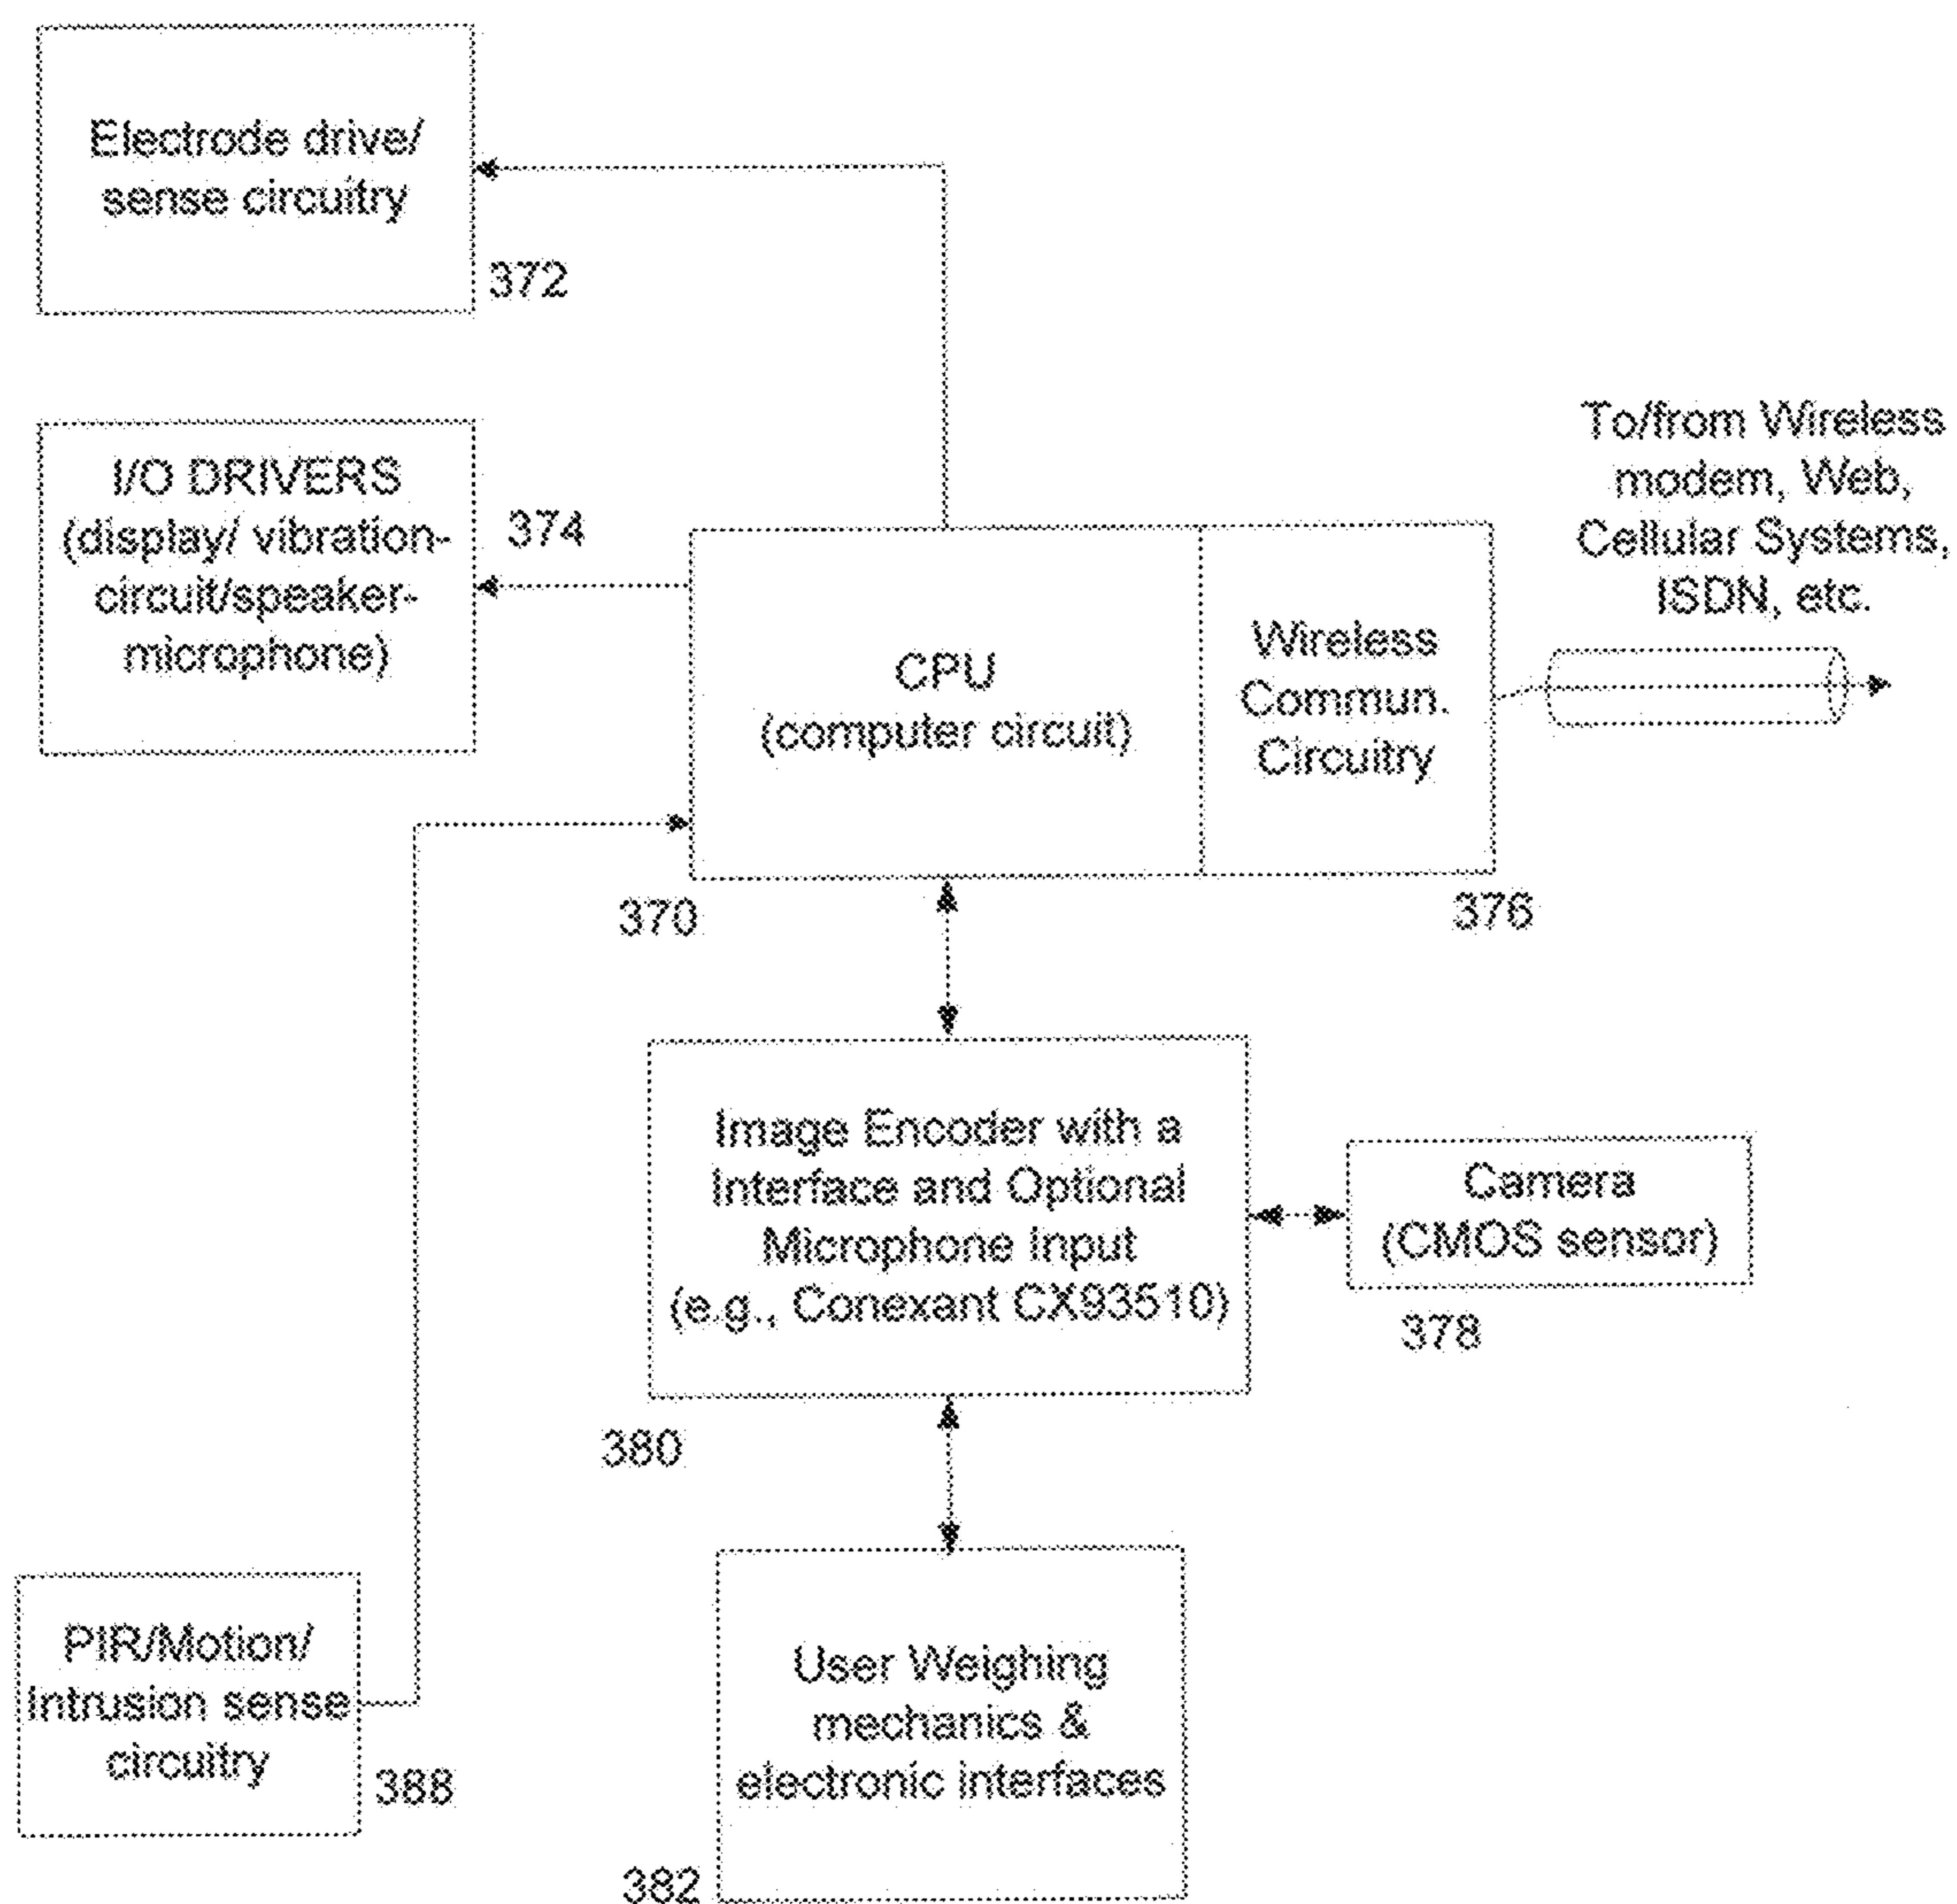 Electrode drive/
sense circuitry
372
I/O DRIVERS
(display/ vibration-
circuit/speaker-
microphone)
374
CPU
(computer circuit)
370
Wireless
Commun.
Circuitry
376
To/from Wireless
modem, Web,
Cellular Systems,
ISDN, etc.
Image Encoder with a
Interface and Optional
Microphone Input
(e.g., Conexant CX93510)
380
Camera
(CMOS sensor)
378
PIR/Motion/
Intrusion sense
circuitry
388
User Weighing
mechanics &
electronic interfaces
382